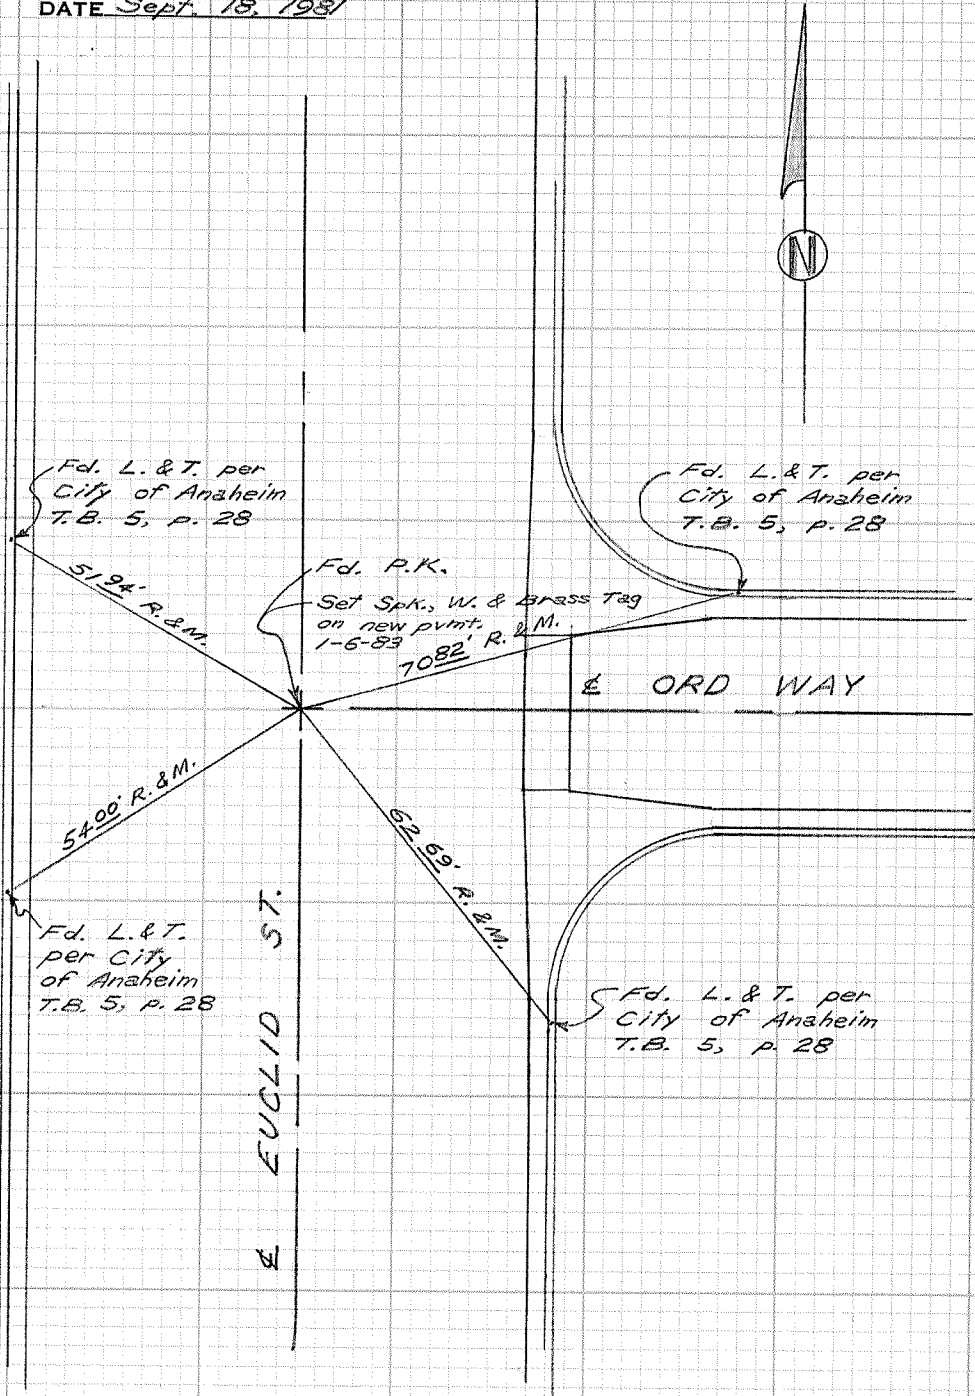 DATE Sept. 18, 1981
N
Fd. L. & T. per
City of Anaheim
T.B. 5, p. 28
Fd. L. & T. per
City of Anaheim
T.B. 5, p. 28
51.94' R. & M.
Fd. P.K.
Set Spk., W. & Brass Tag
on new pvmt.
1-6-83
70.82' R. & M.
℄ ORD WAY
54.00' R. & M.
62.69' R. & M.
Fd. L. & T.
per City
of Anaheim
T.B. 5, p. 28
℄ EUCLID ST.
Fd. L. & T. per
City of Anaheim
T.B. 5, p. 28